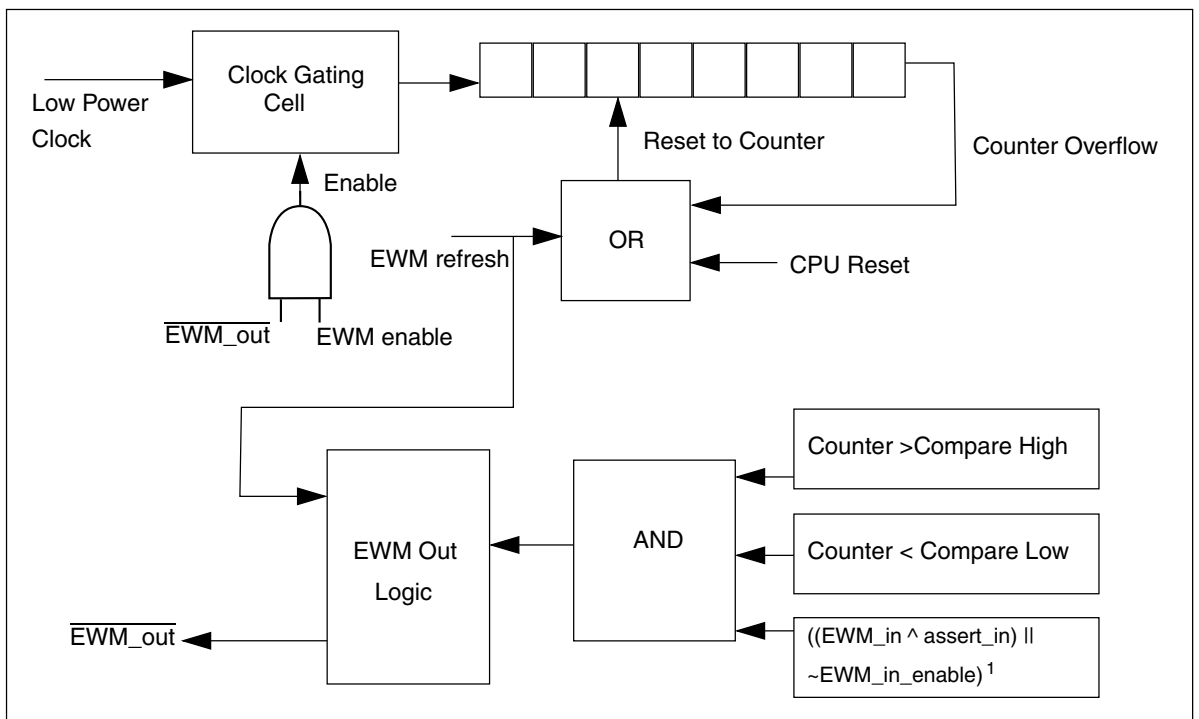 Low Power
Clock
Clock Gating
Cell
Enable
EWM_out
EWM enable
Reset to Counter
Counter Overflow
EWM refresh
OR
CPU Reset
EWM Out
Logic
EWM_out
AND
Counter >Compare High
Counter < Compare Low
((EWM_in ^ assert_in) ||
~EWM_in_enable) 1